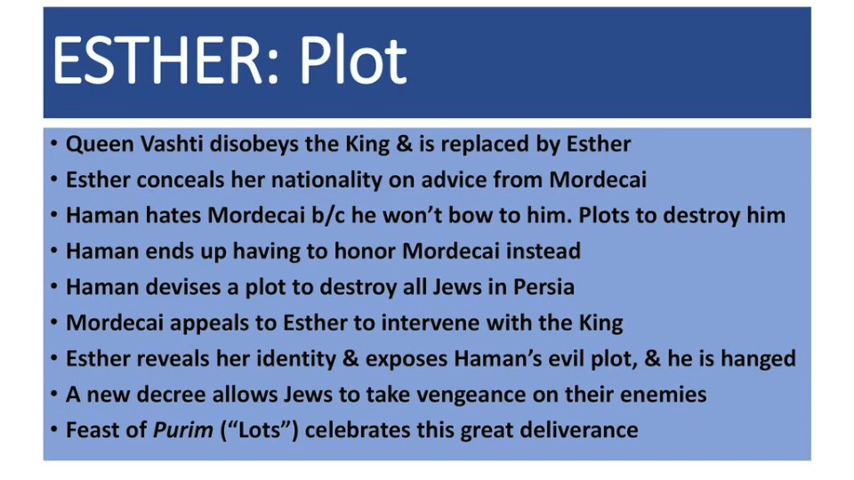 ESTHER: Plot
• Queen Vashti disobeys the King & is replaced by Esther
• Esther conceals her nationality on advice from Mordecai
• Haman hates Mordecai b/c he won’t bow to him. Plots to destroy him
• Haman ends up having to honor Mordecai instead
• Haman devises a plot to destroy all Jews in Persia
• Mordecai appeals to Esther to intervene with the King
• Esther reveals her identity & exposes Haman’s evil plot, & he is hanged
• A new decree allows Jews to take vengeance on their enemies
• Feast of Purim (“Lots”) celebrates this great deliverance